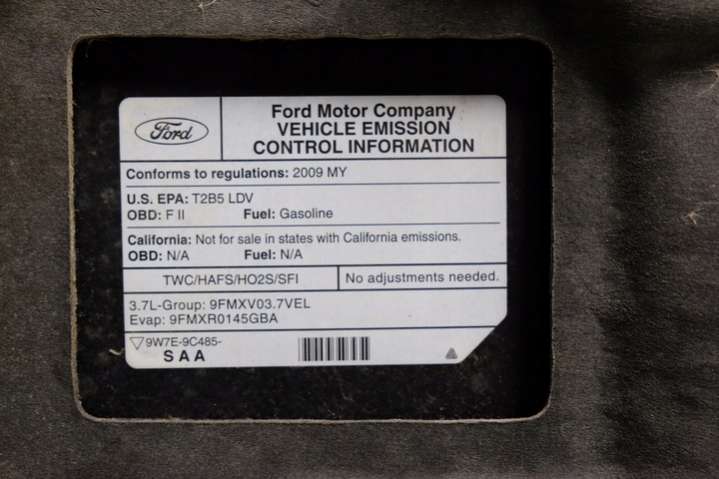 Ford
Ford Motor Company
VEHICLE EMISSION
CONTROL INFORMATION
Conforms to regulations: 2009 MY
U.S. EPA: T2B5 LDV
OBD: F II Fuel: Gasoline
California: Not for sale in states with California emissions.
OBD: N/A Fuel: N/A
TWC/HAFS/HO2S/SFI No adjustments needed.
3.7L-Group: 9FMXV03.7VEL
Evap: 9FMXR0145GBA
▽9W7E-9C485-
SAA